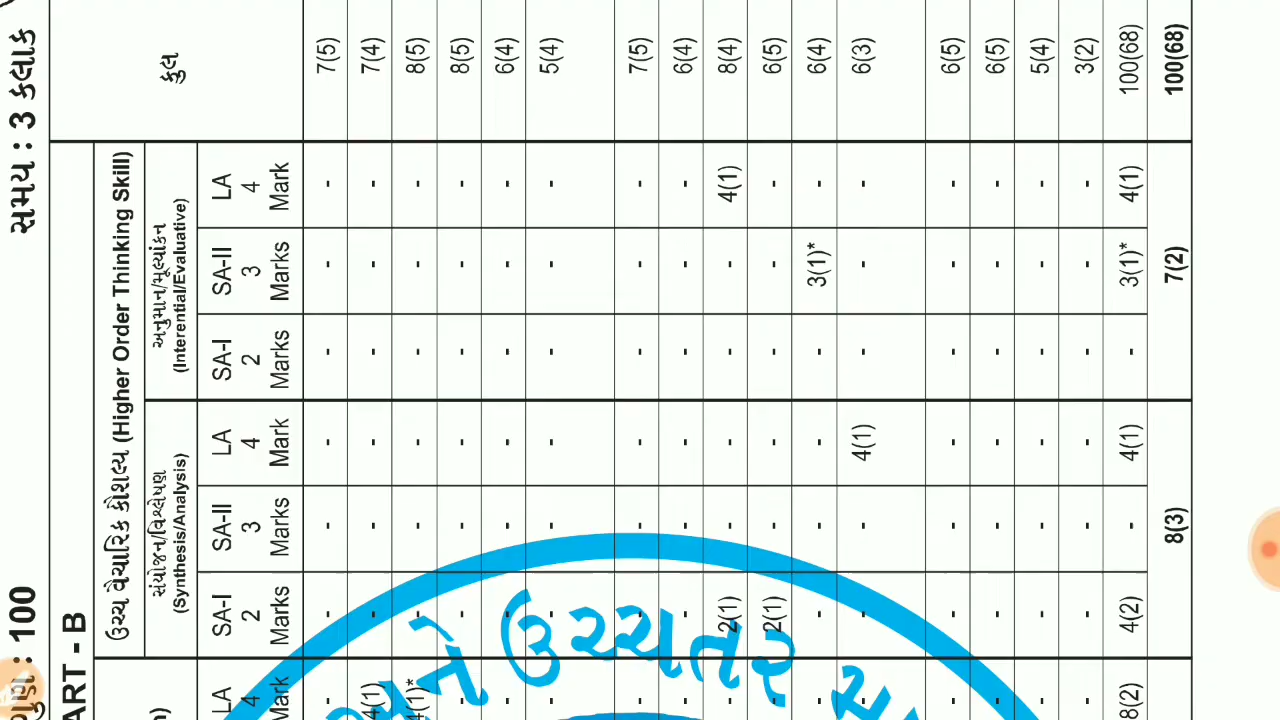 ગુણ : 100 સમય : 3 કલાક
ART - B
ઉચ્ચ વૈચારિક કૌશલ્ય (Higher Order Thinking Skill)
સંયોજન/વિશ્લેષણ (Synthesis/Analysis) અનુમાન/મૂલ્યાંકન (Interential/Evaluative) કુલ
LA 4 Mark SA-I 2 Marks SA-II 3 Marks LA 4 Mark SA-I 2 Marks SA-II 3 Marks LA 4 Mark
- - - - - - - 7(5)
4(1) - - - - - - 7(4)
4(1)* - - - - - - 8(5)
- - - - - - - 8(5)
- - - - - - - 6(4)
- - - - - - - 5(4)
- - - - - - - 7(5)
- - - - - - - 6(4)
- 2(1) - - - - 4(1) 8(4)
- 2(1) - - - - - 6(5)
- - - - - 3(1)* - 6(4)
- - - 4(1) - - - 6(3)
- - - - - - - 6(5)
- - - - - - - 6(5)
- - - - - - - 5(4)
- - - - - - - 3(2)
8(2) 4(2) - 4(1) - 3(1)* 4(1) 100(68)
8(3) 7(2) 100(68)
અને ઉચ્ચતર